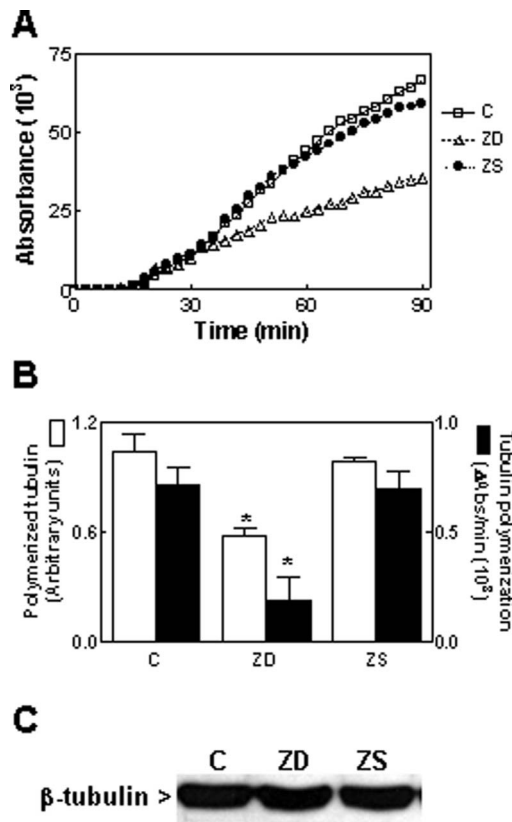 A
Absorbance (10³)
75
50
25
0
0 30 60 90
Time (min)
C
ZD
ZS
B
Polymerized tubulin
(Arbitrary units)
1.2
0.6
0.0
* *
C ZD ZS
1.0
0.5
0.0
Tubulin polymerization
(ΔAbs/min (10³)
C
C ZD ZS
β-tubulin >